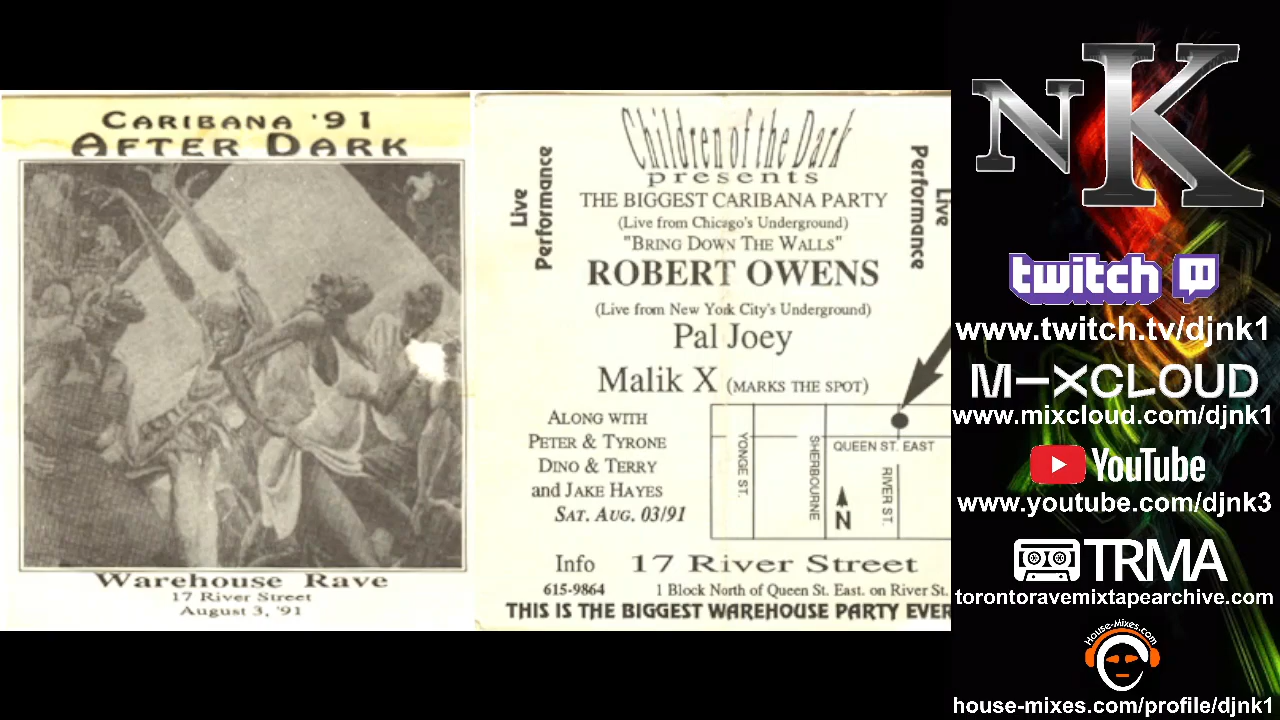 CARIBANA '91
AFTER DARK
Warehouse Rave
17 River Street
August 3, '91
Children of the Dark
presents
Live
Performance
Performance
Live
THE BIGGEST CARIBANA PARTY
(Live from Chicago's Underground)
"BRING DOWN THE WALLS"
ROBERT OWENS
(Live from New York City's Underground)
Pal Joey
Malik X (MARKS THE SPOT)
ALONG WITH
PETER & TYRONE
DINO & TERRY
and JAKE HAYES
SAT. AUG. 03/91
YONGE ST.
SHERBOURNE
QUEEN ST. EAST
RIVER ST.
N
Info 17 River Street
615-9864 1 Block North of Queen St. East. on River St.
THIS IS THE BIGGEST WAREHOUSE PARTY EVER
NK
twitch
www.twitch.tv/djnk1
M-XCLOUD
www.mixcloud.com/djnk1
YouTube
www.youtube.com/djnk3
TRMA
torontoravemixtapearchive.com
House-Mixes.com
house-mixes.com/profile/djnk1